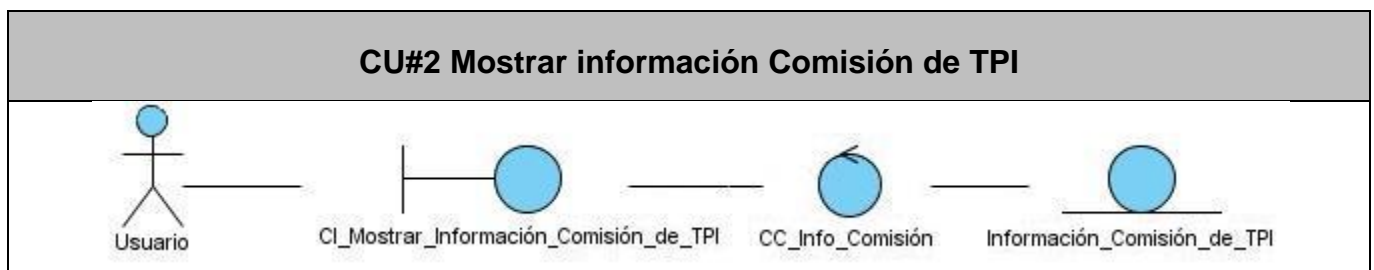 CU#2 Mostrar información Comisión de TPI
Usuario
CI_Mostrar_Información_Comisión_de_TPI
CC_Info_Comisión
Información_Comisión_de_TPI